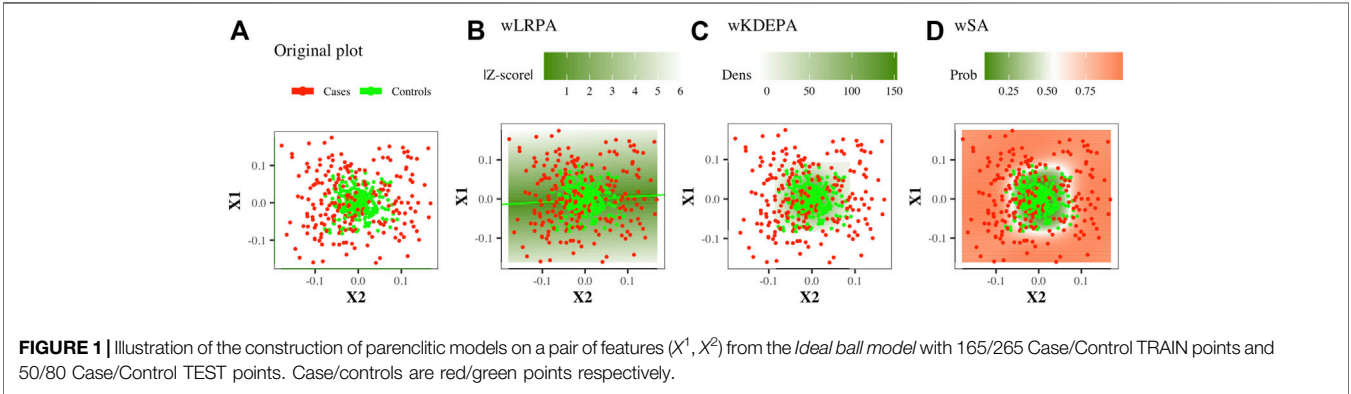 A
Original plot
Cases Controls
X1
0.1
0.0
-0.1
-0.1 0.0 0.1
X2
B wLRPA
|Z-score|
1 2 3 4 5 6
X1
0.1
0.0
-0.1
-0.1 0.0 0.1
X2
C wKDEPA
Dens
0 50 100 150
X1
0.1
0.0
-0.1
-0.1 0.0 0.1
X2
D wSA
Prob
0.25 0.50 0.75
X1
0.1
0.0
-0.1
-0.1 0.0 0.1
X2
FIGURE 1 | Illustration of the construction of parenclitic models on a pair of features (X¹, X²) from the Ideal ball model with 165/265 Case/Control TRAIN points and
50/80 Case/Control TEST points. Case/controls are red/green points respectively.